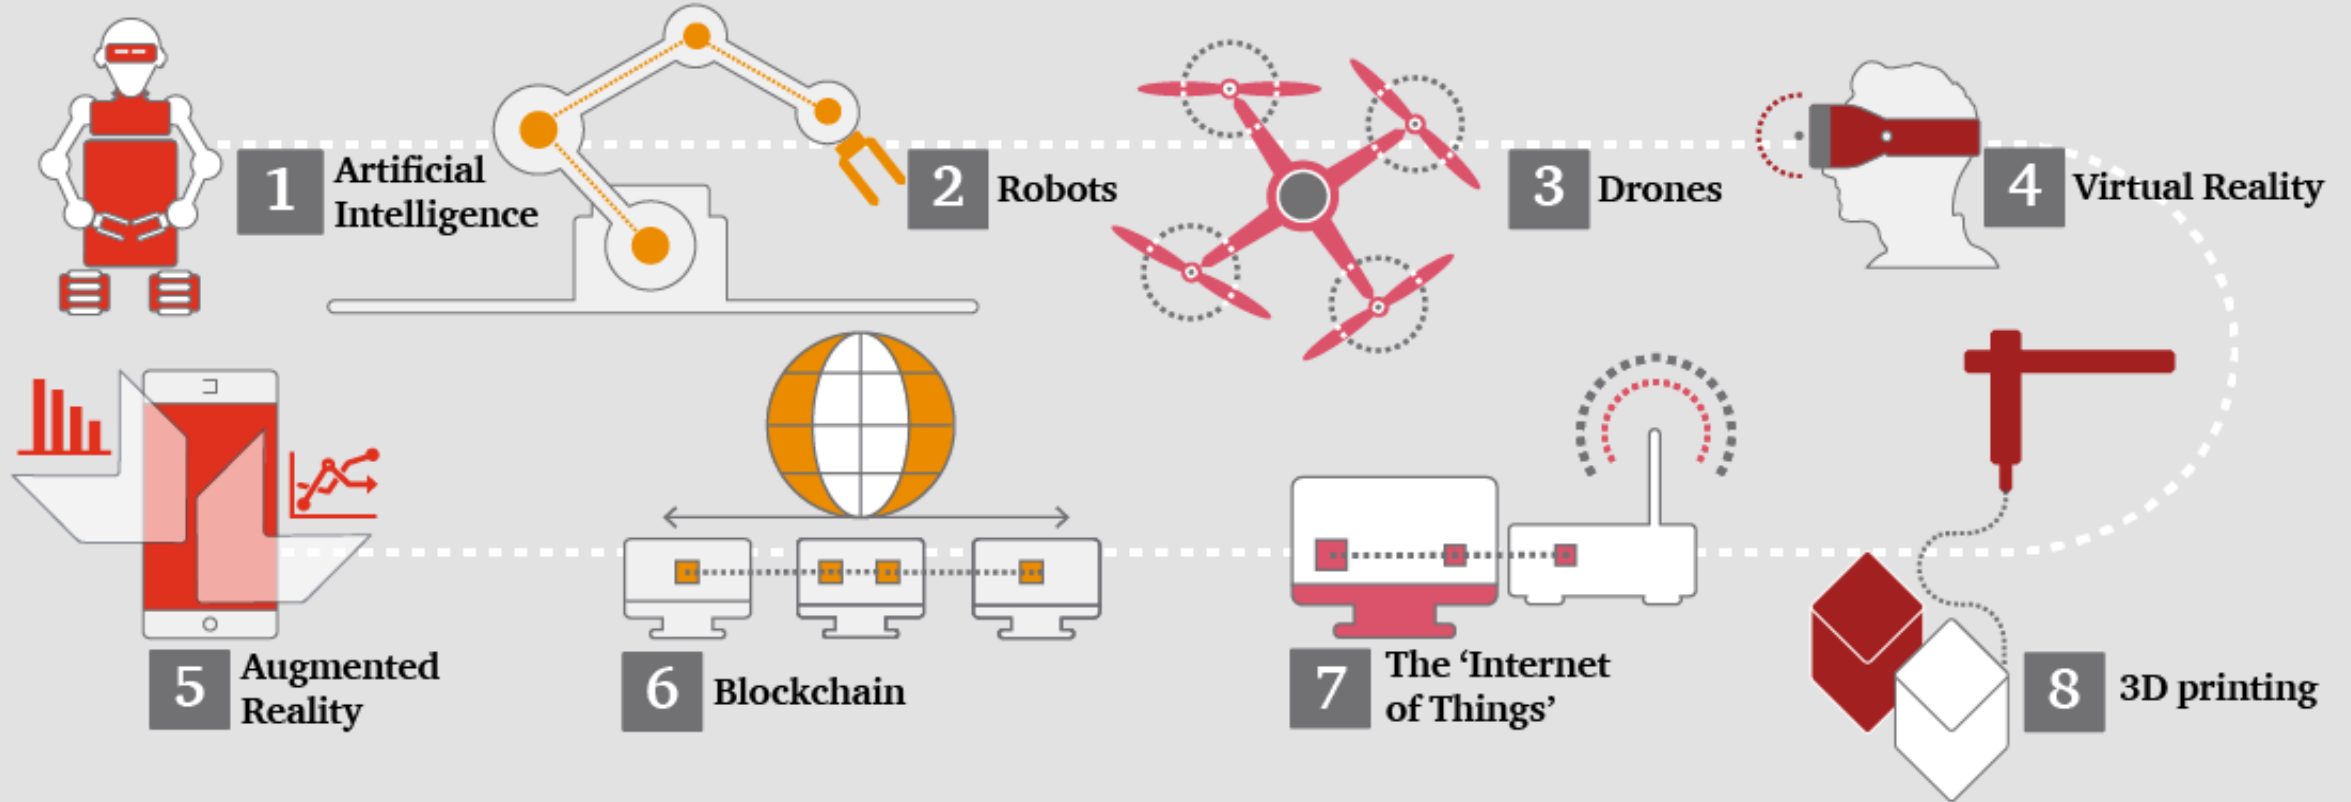 1
Artificial
Intelligence
2
Robots
3
Drones
4
Virtual Reality
5
Augmented
Reality
6
Blockchain
7
The ‘Internet
of Things’
8
3D printing